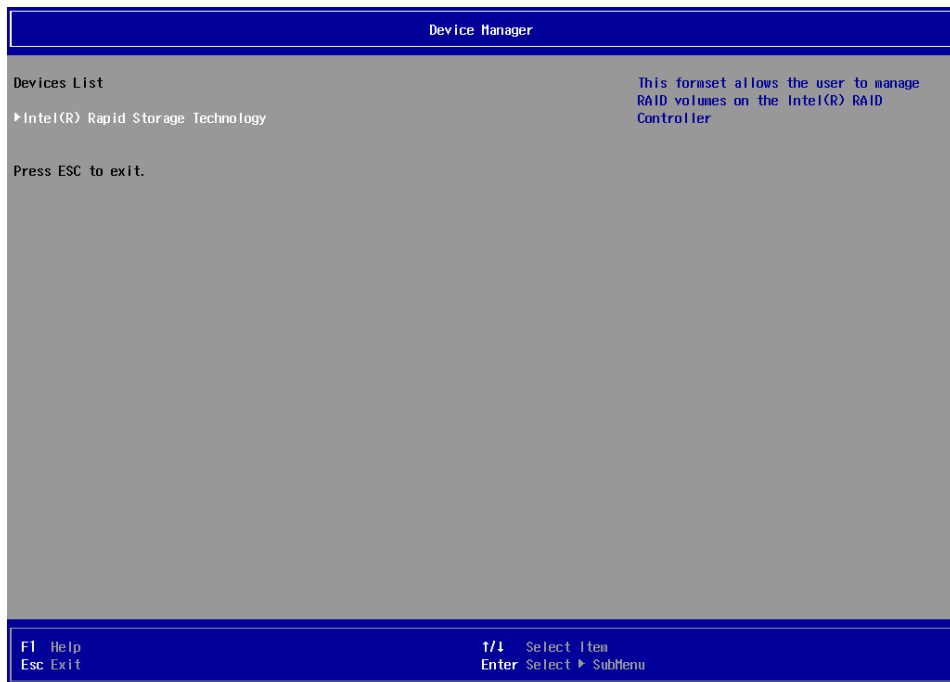 Device Manager
Devices List
▶Intel(R) Rapid Storage Technology
Press ESC to exit.
This formset allows the user to manage
RAID volumes on the Intel(R) RAID
Controller
F1 Help
Esc Exit
↑/↓ Select Item
Enter Select ▶ SubMenu